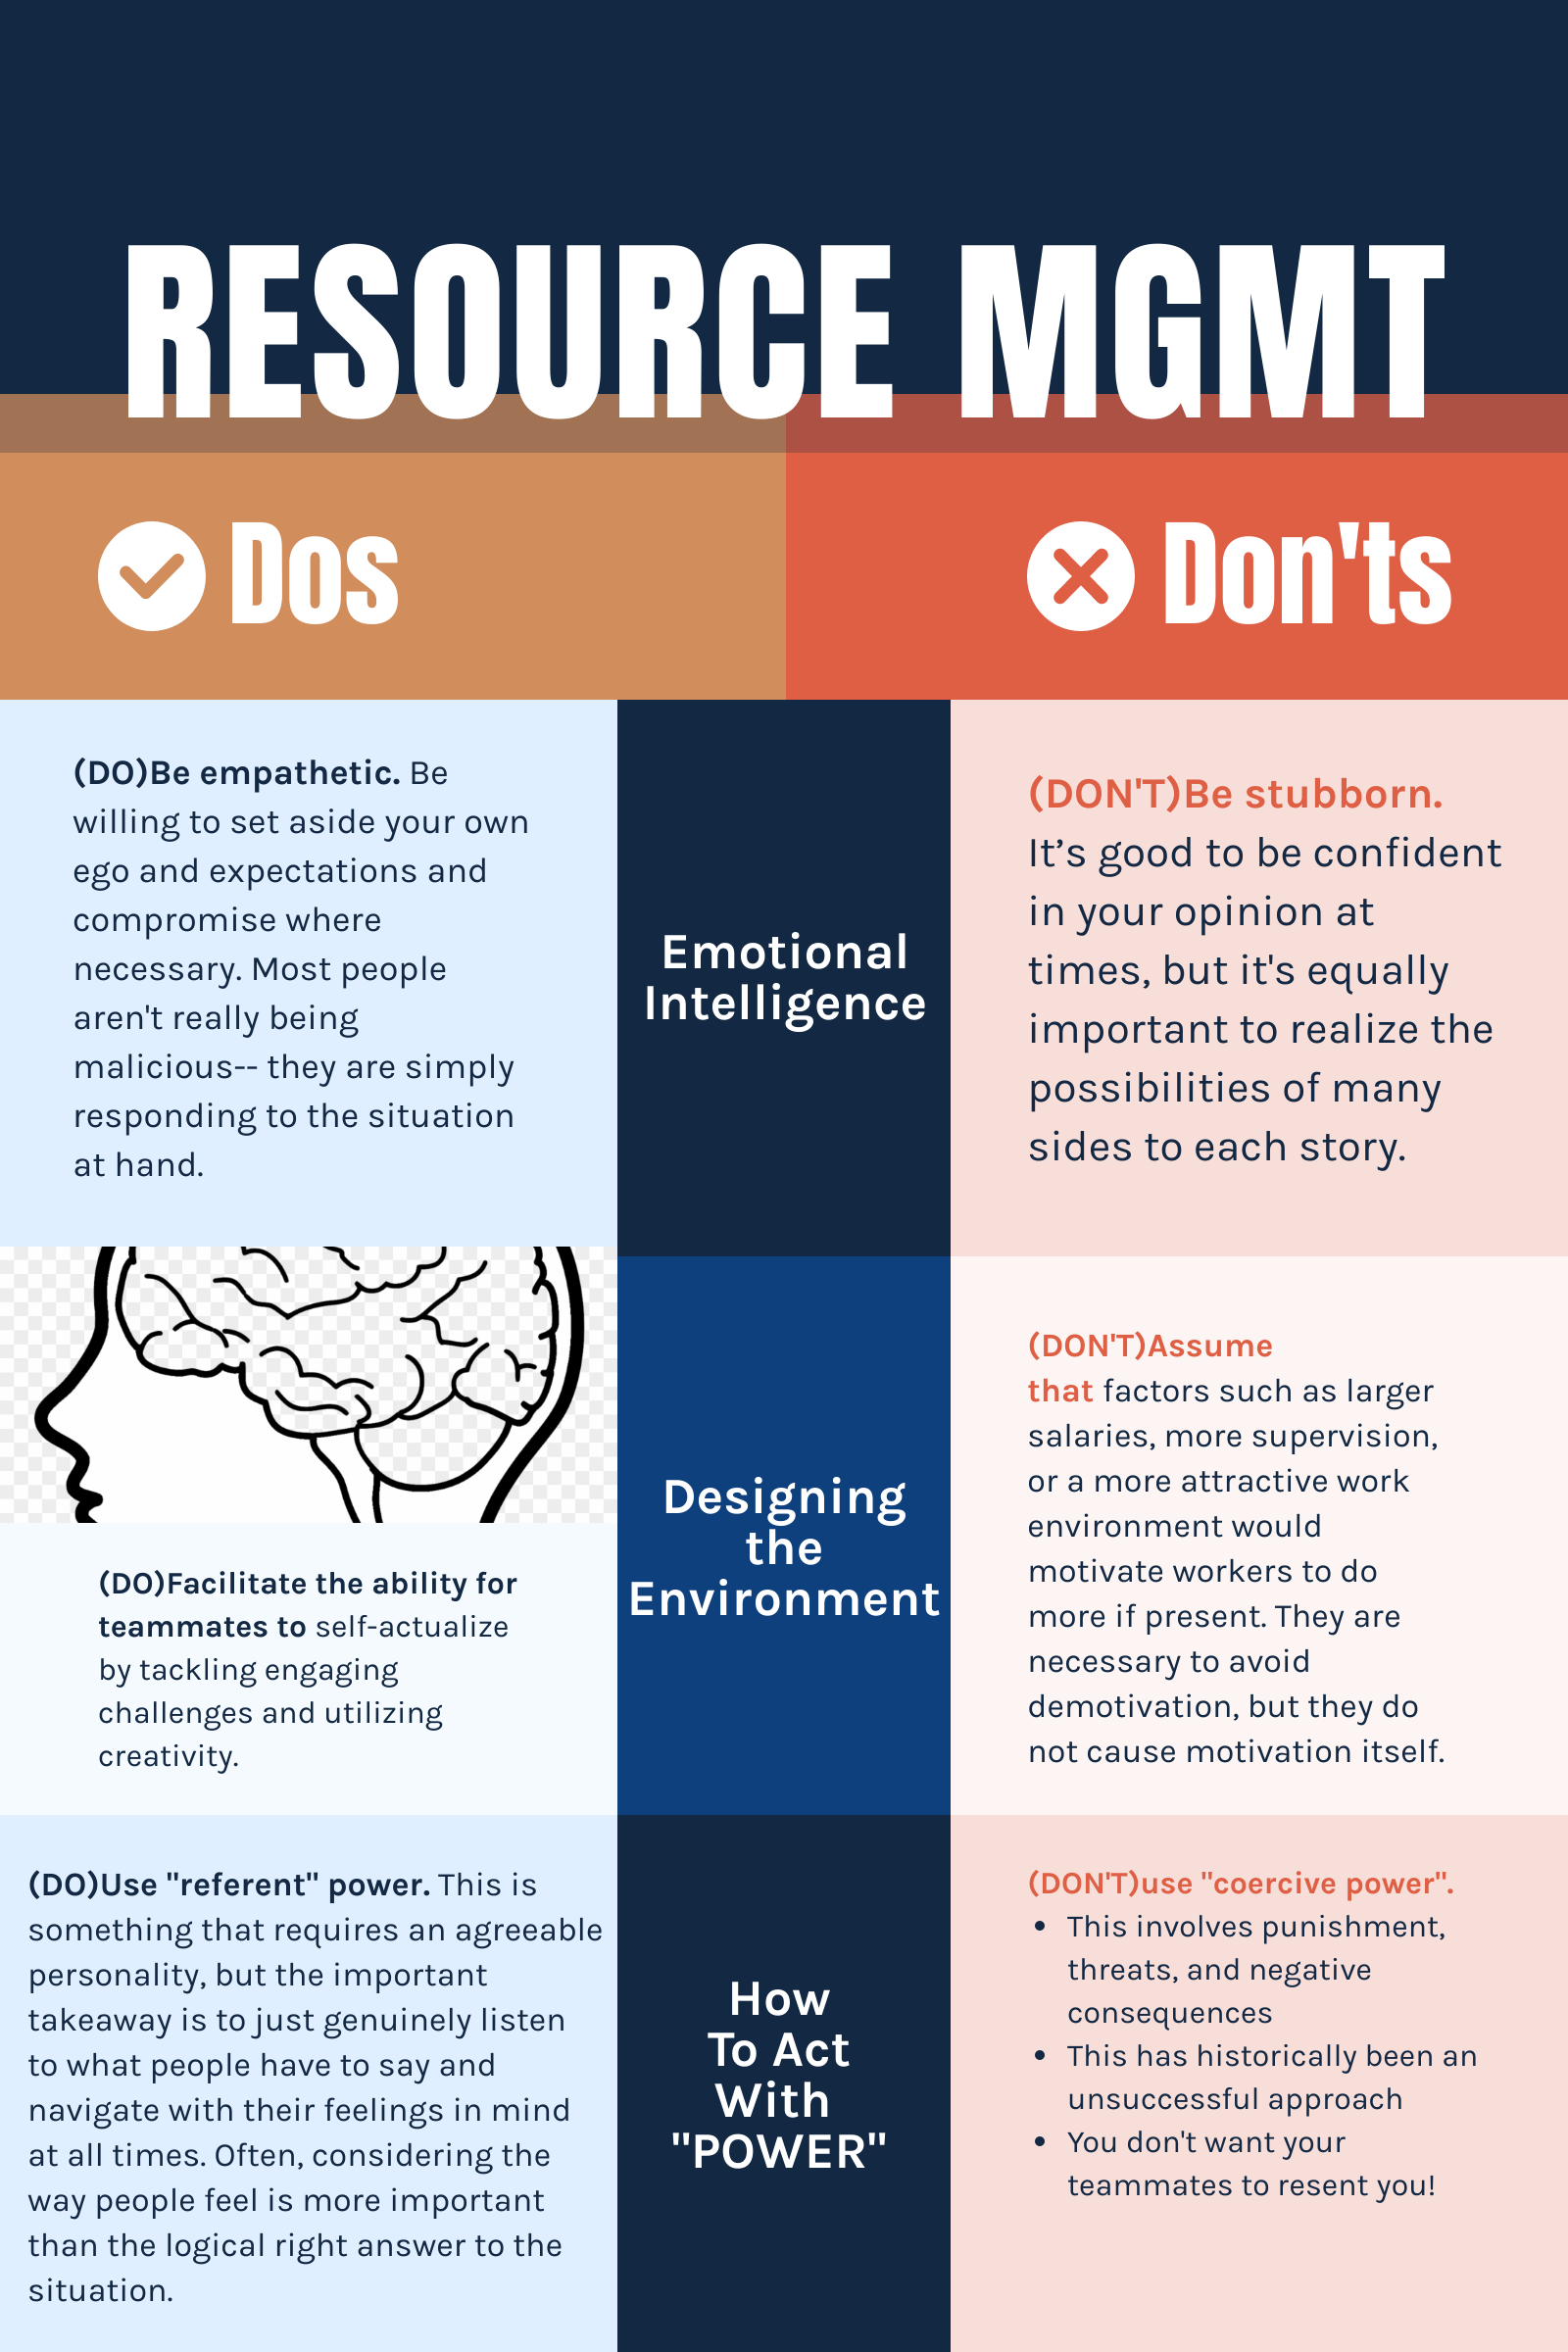 RESOURCE MGMT
Dos
Don'ts
(DO)Be empathetic. Be
willing to set aside your own
ego and expectations and
compromise where
necessary. Most people
aren't really being
malicious-- they are simply
responding to the situation
at hand.
Emotional
Intelligence
(DON'T)Be stubborn.
It’s good to be confident
in your opinion at
times, but it's equally
important to realize the
possibilities of many
sides to each story.
(DO)Facilitate the ability for
teammates to self-actualize
by tackling engaging
challenges and utilizing
creativity.
Designing
the
Environment
(DON'T)Assume
that factors such as larger
salaries, more supervision,
or a more attractive work
environment would
motivate workers to do
more if present. They are
necessary to avoid
demotivation, but they do
not cause motivation itself.
(DO)Use "referent" power. This is
something that requires an agreeable
personality, but the important
takeaway is to just genuinely listen
to what people have to say and
navigate with their feelings in mind
at all times. Often, considering the
way people feel is more important
than the logical right answer to the
situation.
How
To Act
With
"POWER"
(DON'T)use "coercive power".
• This involves punishment,
threats, and negative
consequences
• This has historically been an
unsuccessful approach
• You don't want your
teammates to resent you!